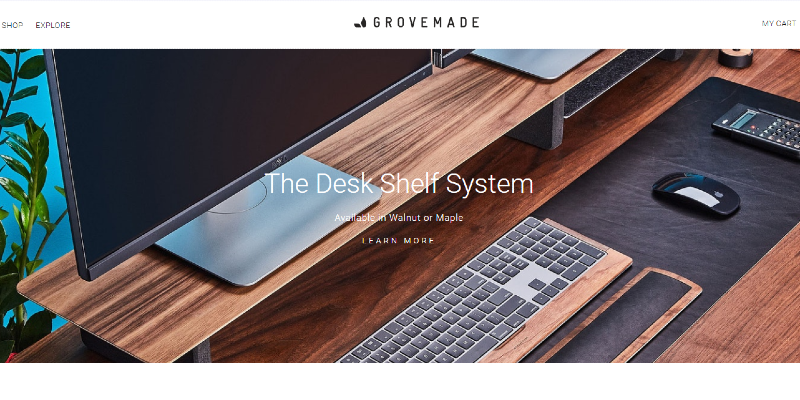 SHOP EXPLORE GROVEMADE MY CART
The Desk Shelf System
Available in Walnut or Maple
LEARN MORE